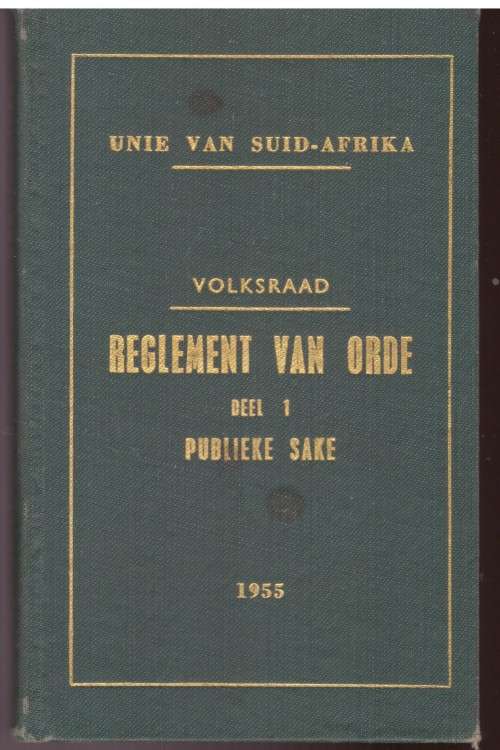 UNIE VAN SUID-AFRIKA
VOLKSRAAD
REGLEMENT VAN ORDE
DEEL 1
PUBLIEKE SAKE
1955